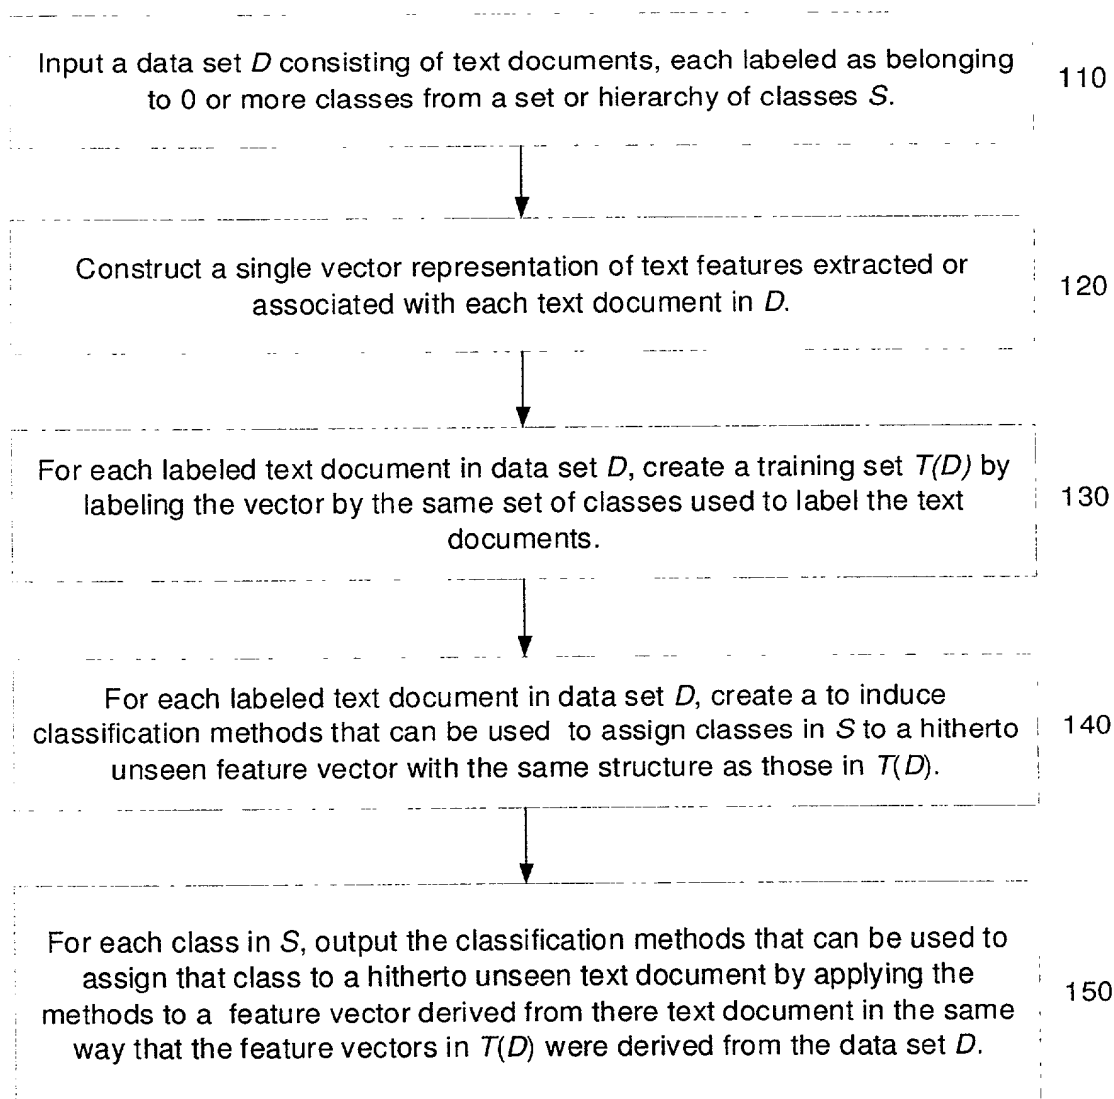 Input a data set D consisting of text documents, each labeled as belonging
to 0 or more classes from a set or hierarchy of classes S.
110
Construct a single vector representation of text features extracted or
associated with each text document in D.
120
For each labeled text document in data set D, create a training set T(D) by
labeling the vector by the same set of classes used to label the text
documents.
130
For each labeled text document in data set D, create a to induce
classification methods that can be used to assign classes in S to a hitherto
unseen feature vector with the same structure as those in T(D).
140
For each class in S, output the classification methods that can be used to
assign that class to a hitherto unseen text document by applying the
methods to a feature vector derived from there text document in the same
way that the feature vectors in T(D) were derived from the data set D.
150